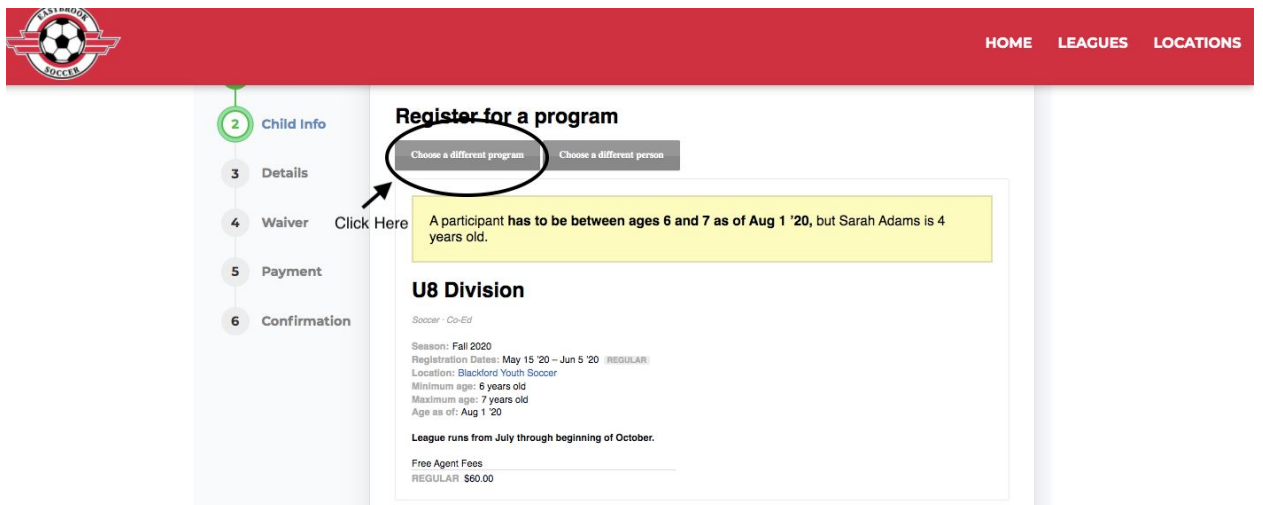 EASTBROOK
SOCCER
HOME LEAGUES LOCATIONS
2 Child Info
3 Details
4 Waiver
5 Payment
6 Confirmation
Register for a program
Choose a different program Choose a different person
Click Here
A participant has to be between ages 6 and 7 as of Aug 1 '20, but Sarah Adams is 4
years old.
U8 Division
Soccer · Co-Ed
Season: Fall 2020
Registration Dates: May 15 '20 – Jun 5 '20 REGULAR
Location: Blackford Youth Soccer
Minimum age: 6 years old
Maximum age: 7 years old
Age as of: Aug 1 '20
League runs from July through beginning of October.
Free Agent Fees
REGULAR $60.00